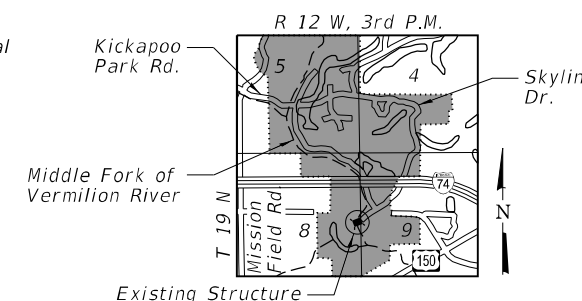 R 12 W, 3rd P.M.
al
Kickapoo
Park Rd.
5
4
Dr.
Middle Fork of
Vermilion River
74
N
T 19 N
Mission
Field Rd.
8
9
150
Existing Structure